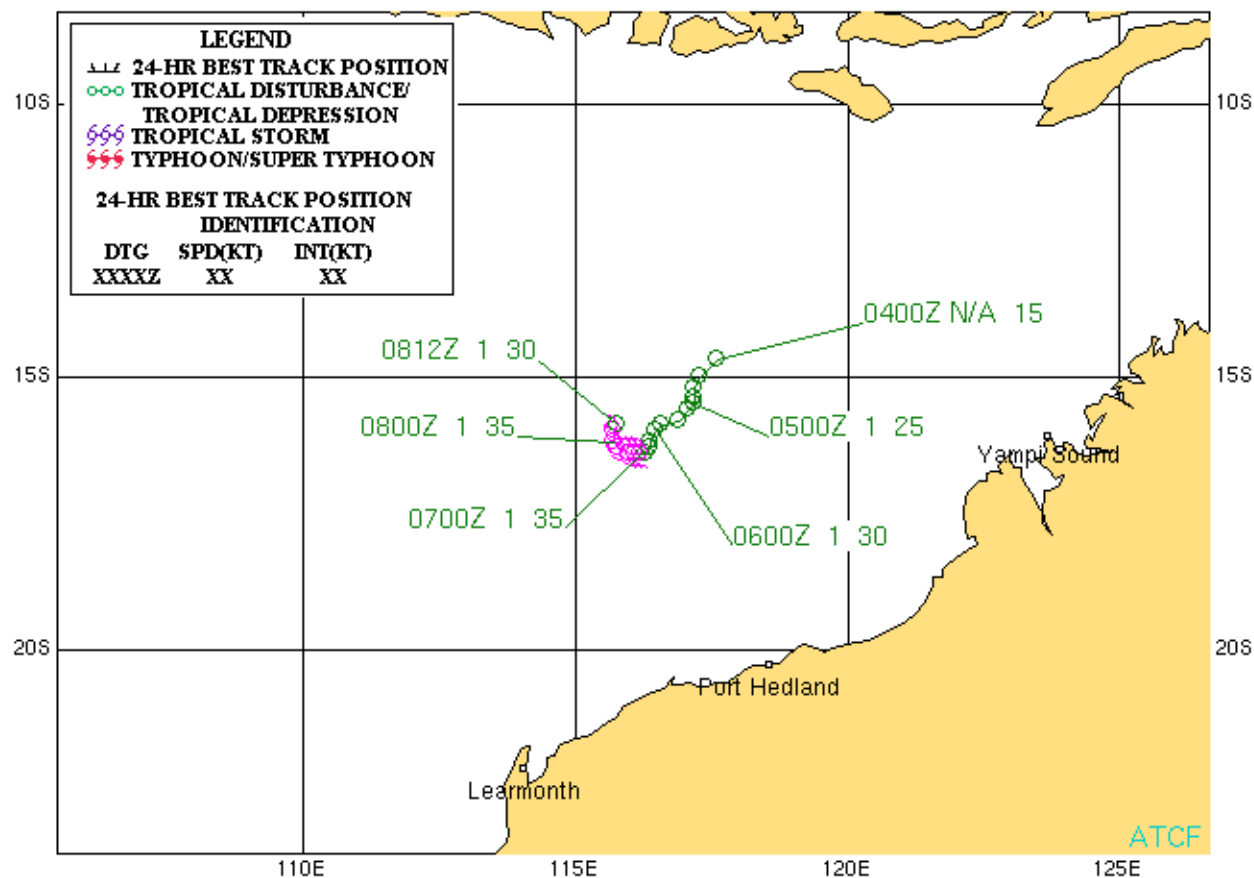 LEGEND
24-HR BEST TRACK POSITION
TROPICAL DISTURBANCE/
TROPICAL DEPRESSION
TROPICAL STORM
TYPHOON/SUPER TYPHOON
24-HR BEST TRACK POSITION
IDENTIFICATION
DTG SPD(KT) INT(KT)
XXXXZ XX XX
10S 10S
0400Z N/A 15
0812Z 1 30
15S 15S
0800Z 1 35
0500Z 1 25
Yampi Sound
0700Z 1 35
0600Z 1 30
20S 20S
Port Hedland
Learmonth
ATCF
110E 115E 120E 125E